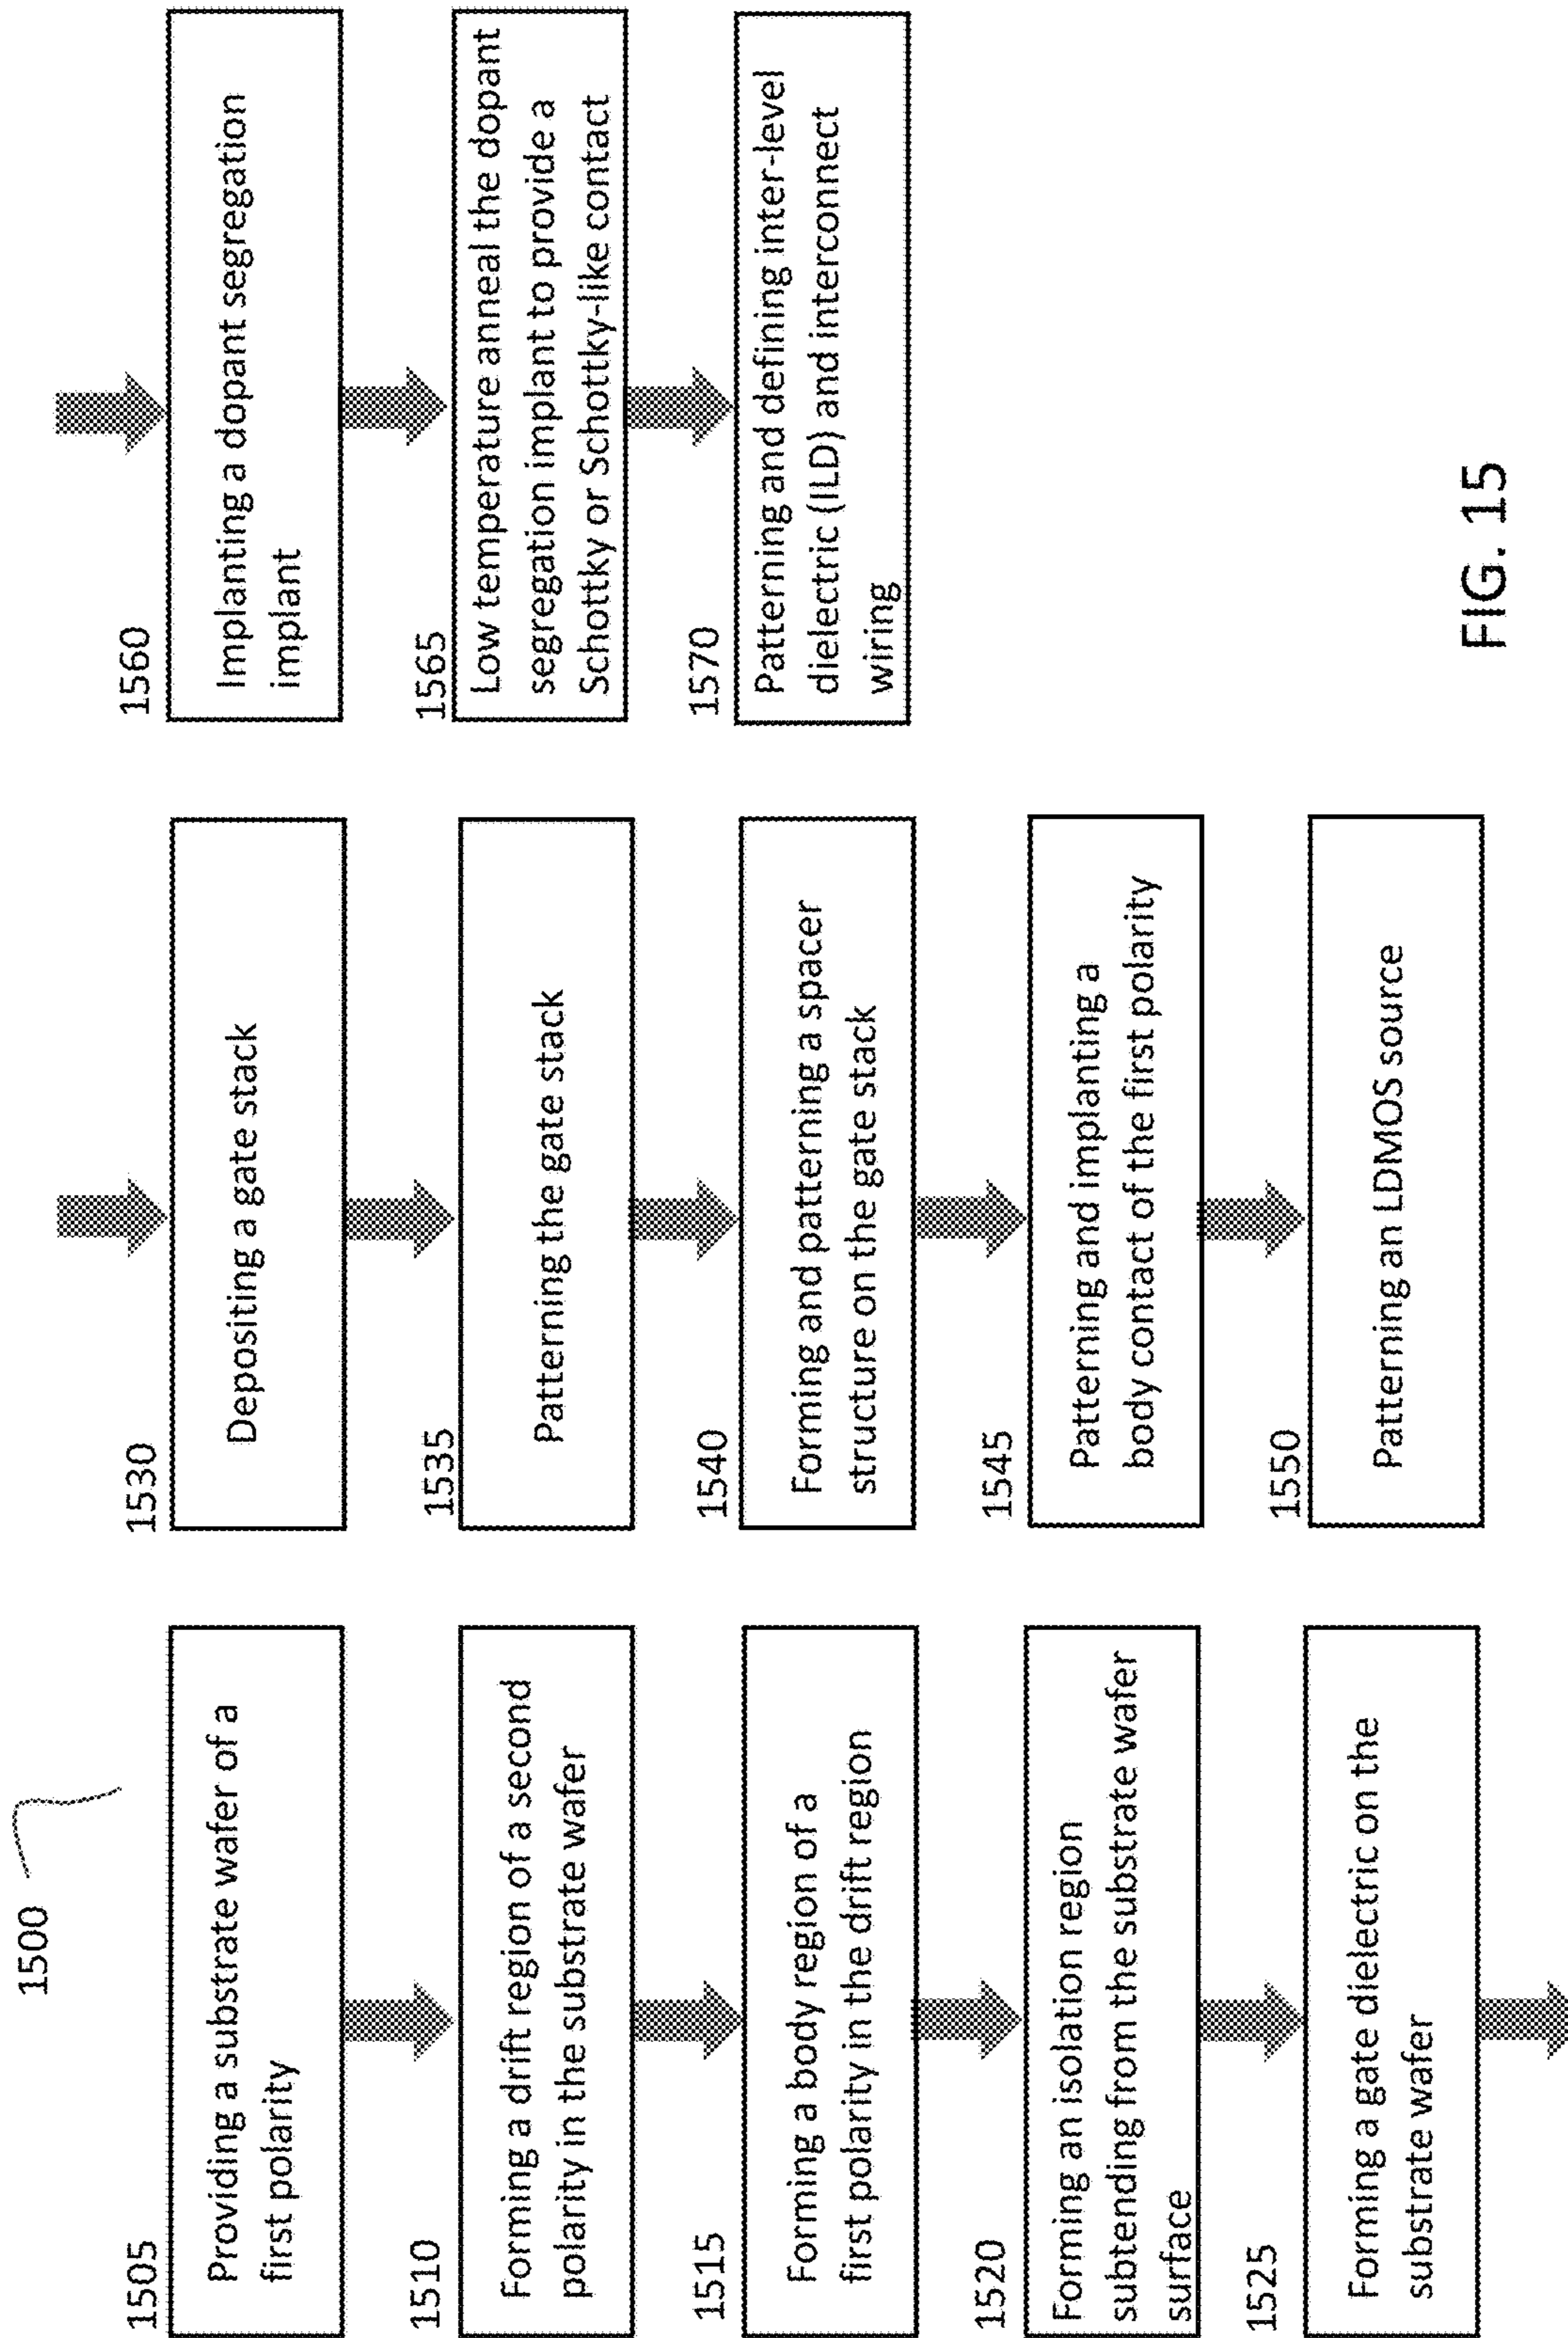 1500
1505
Providing a substrate wafer of a
first polarity
1510
Forming a drift region of a second
polarity in the substrate wafer
1515
Forming a body region of a
first polarity in the drift region
1520
Forming an isolation region
subtending from the substrate wafer
surface
1525
Forming a gate dielectric on the
substrate wafer
1530
Depositing a gate stack
1535
Patterning the gate stack
1540
Forming and patterning a spacer
structure on the gate stack
1545
Patterning and implanting a
body contact of the first polarity
1550
Patterning an LDMOS source
1560
Implanting a dopant segregation
implant
1565
Low temperature anneal the dopant
segregation implant to provide a
Schottky or Schottky-like contact
1570
Patterning and defining inter-level
dielectric (ILD) and interconnect
wiring
FIG. 15